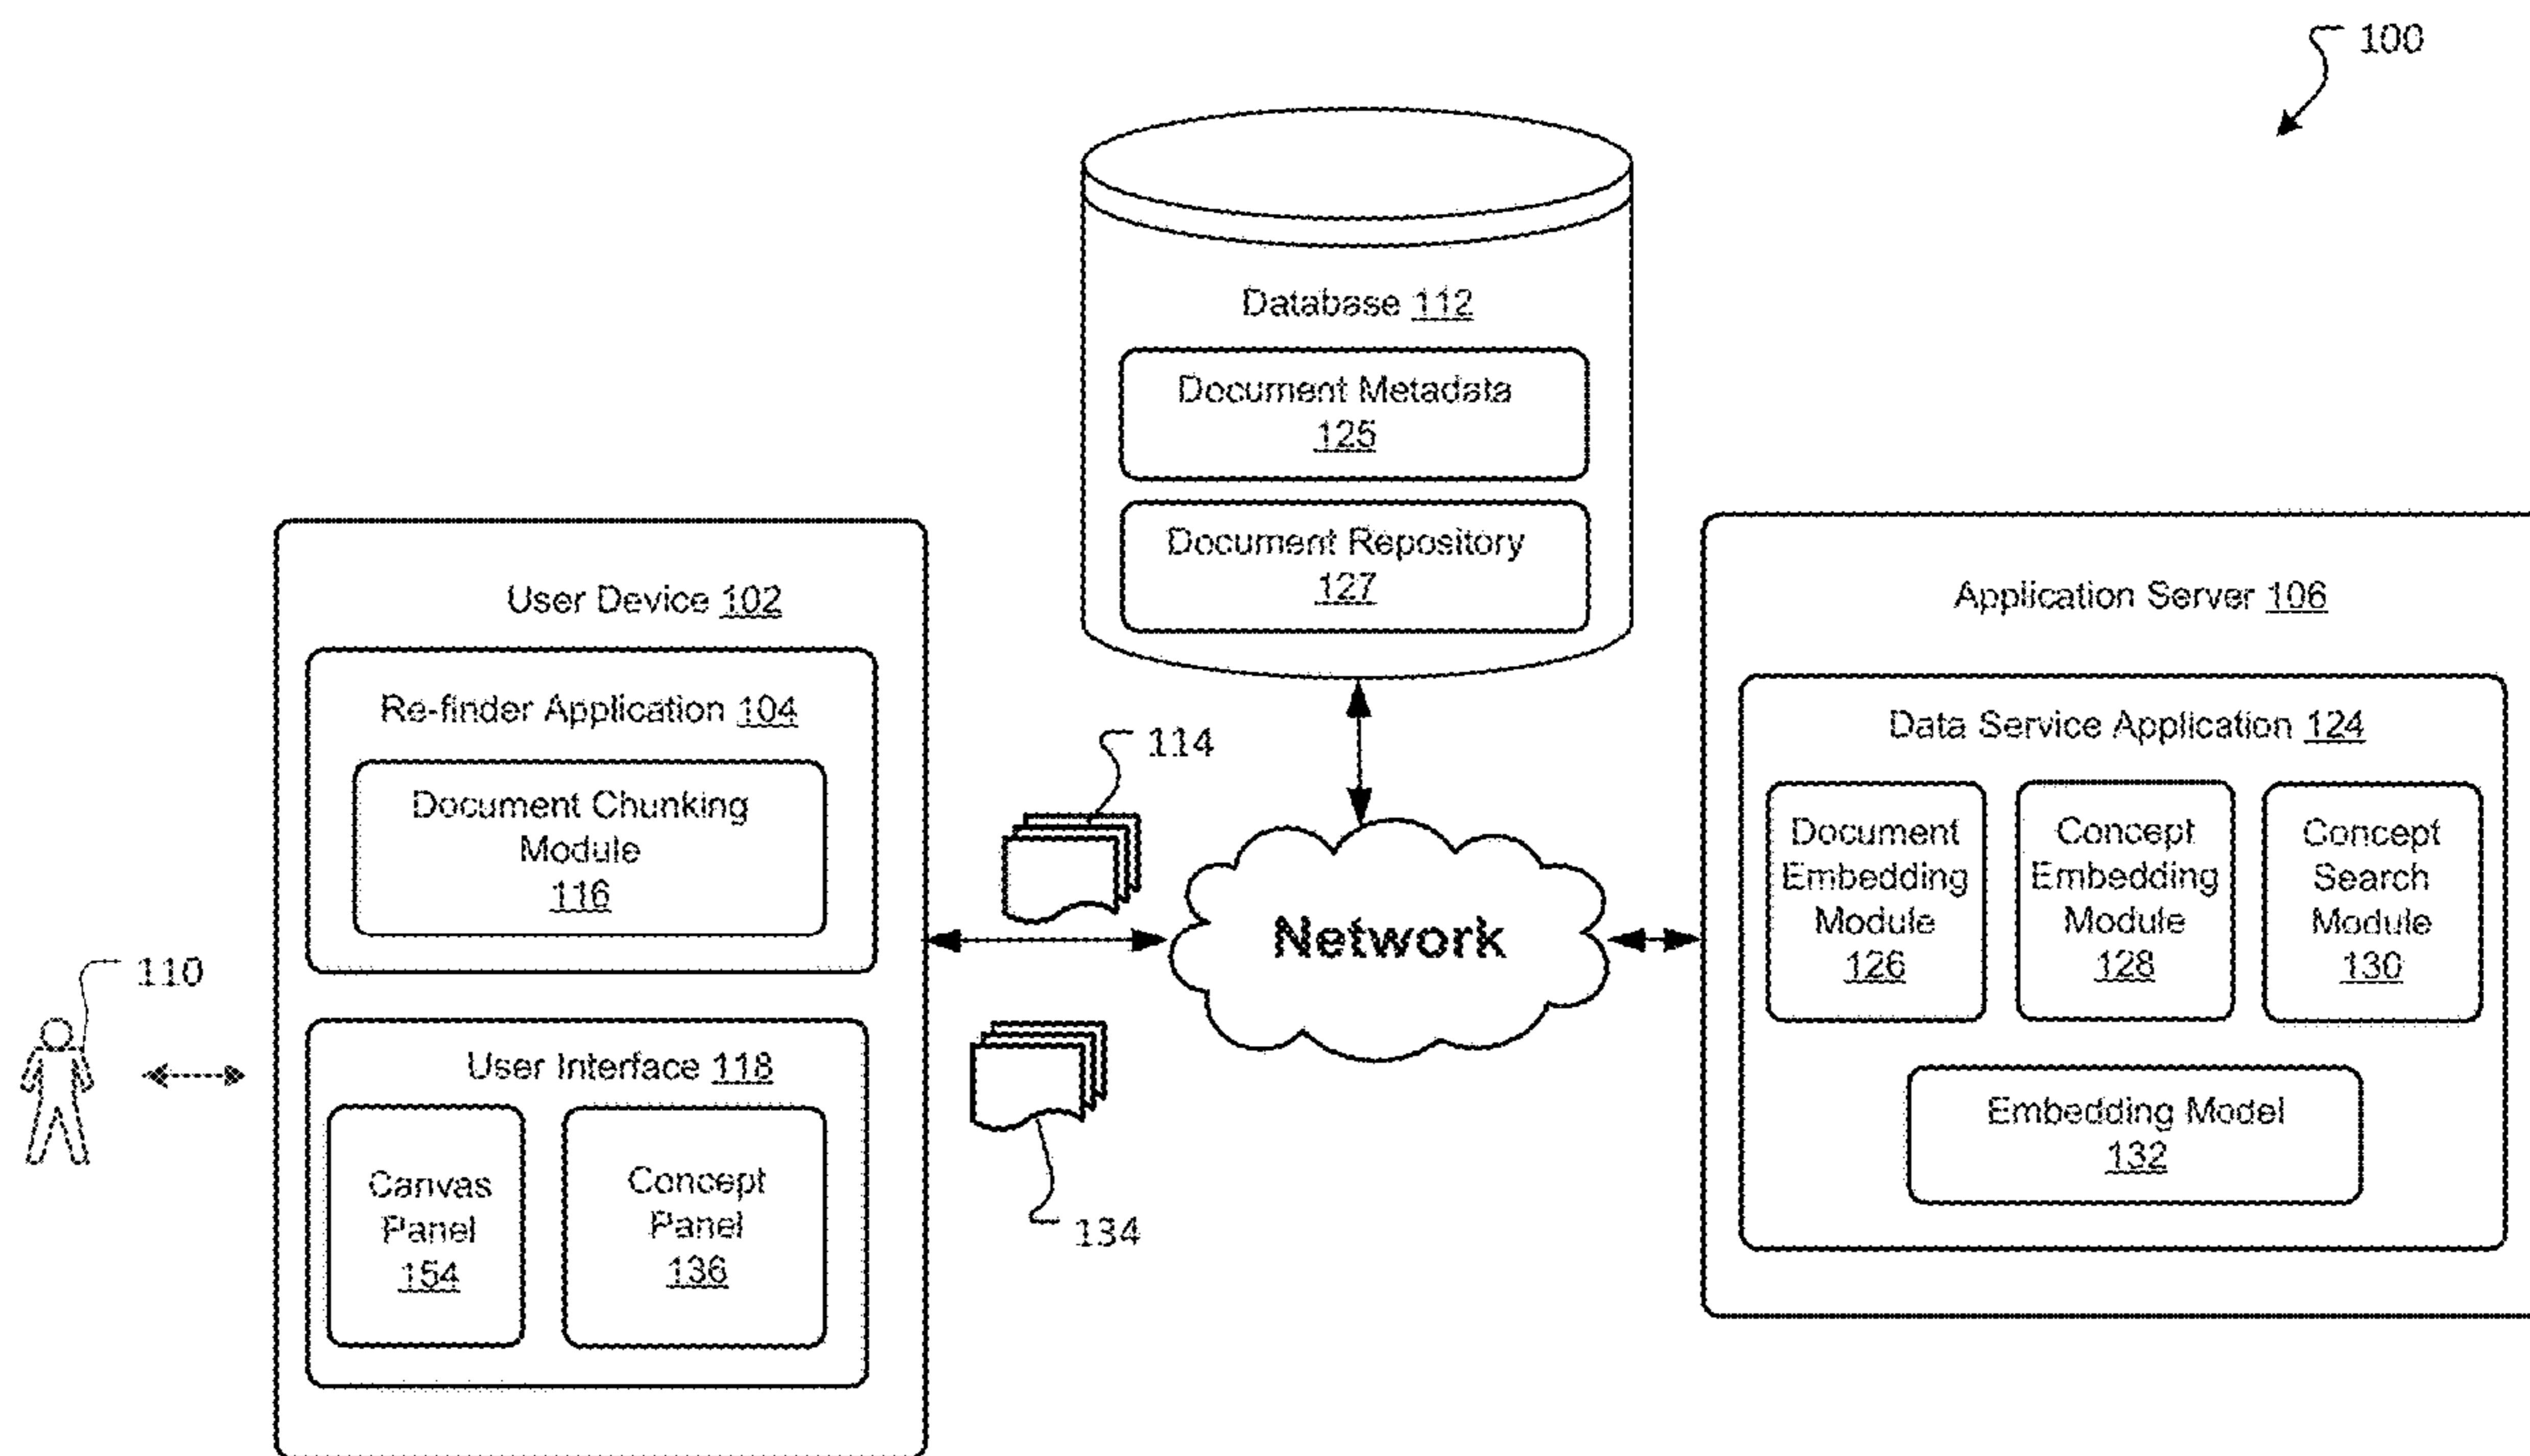 100
Database 112
Document Metadata
125
Document Repository
127
User Device 102
Re-finder Application 104
Document Chunking
Module
116
110
User Interface 118
Canvas
Panel
154
Concept
Panel
136
114
134
Network
Application Server 106
Data Service Application 124
Document
Embedding
Module
126
Concept
Embedding
Module
128
Concept
Search
Module
130
Embedding Model
132